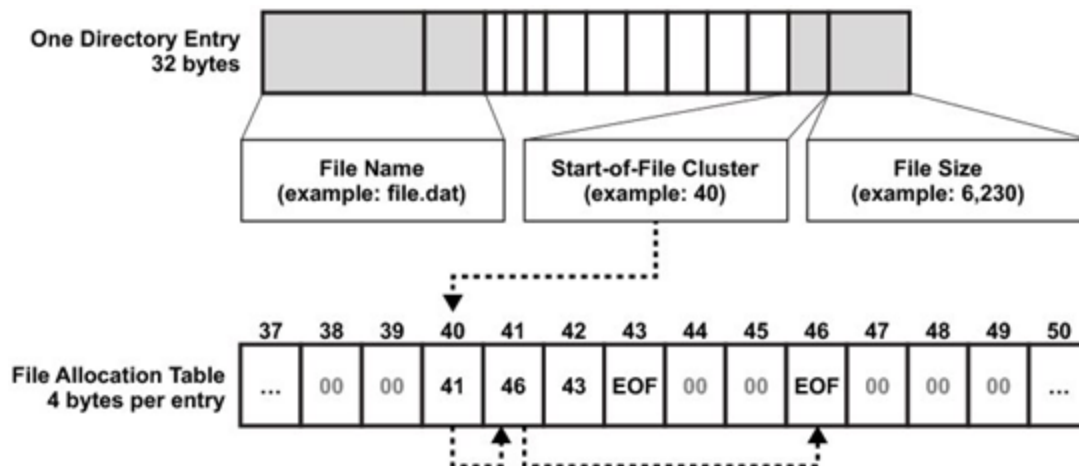 One Directory Entry
32 bytes
File Name
(example: file.dat)
Start-of-File Cluster
(example: 40)
File Size
(example: 6,230)
37 38 39 40 41 42 43 44 45 46 47 48 49 50
File Allocation Table
4 bytes per entry
... 00 00 41 46 43 EOF 00 00 EOF 00 00 00 ...